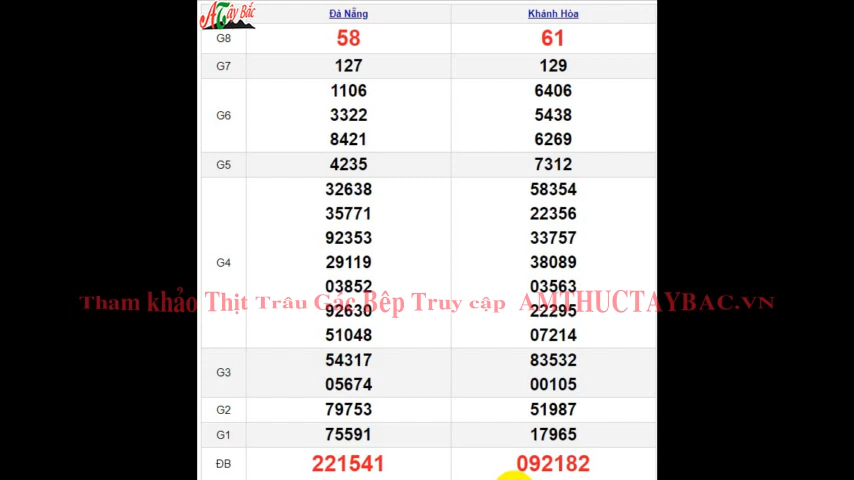 ATây Bắc
Đà Nẵng Khánh Hòa
G8 58 61
G7 127 129
1106 6406
G6 3322 5438
8421 6269
G5 4235 7312
32638 58354
35771 22356
92353 33757
G4 29119 38089
03852 03563
Tham khảo Thịt Trâu Gác Bếp Truy cập AMTHUCTAYBAC.VN
92630 22295
51048 07214
G3 54317 83532
05674 00105
G2 79753 51987
G1 75591 17965
ĐB 221541 092182